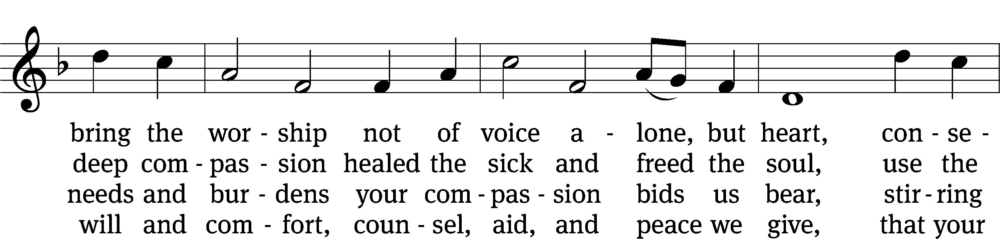 bring the wor - ship not of voice a - lone, but heart, con - se -
deep com - pas - sion healed the sick and freed the soul, use the
needs and bur - dens your com - pas - sion bids us bear, stir - ring
will and com - fort, coun - sel, aid, and peace we give, that your